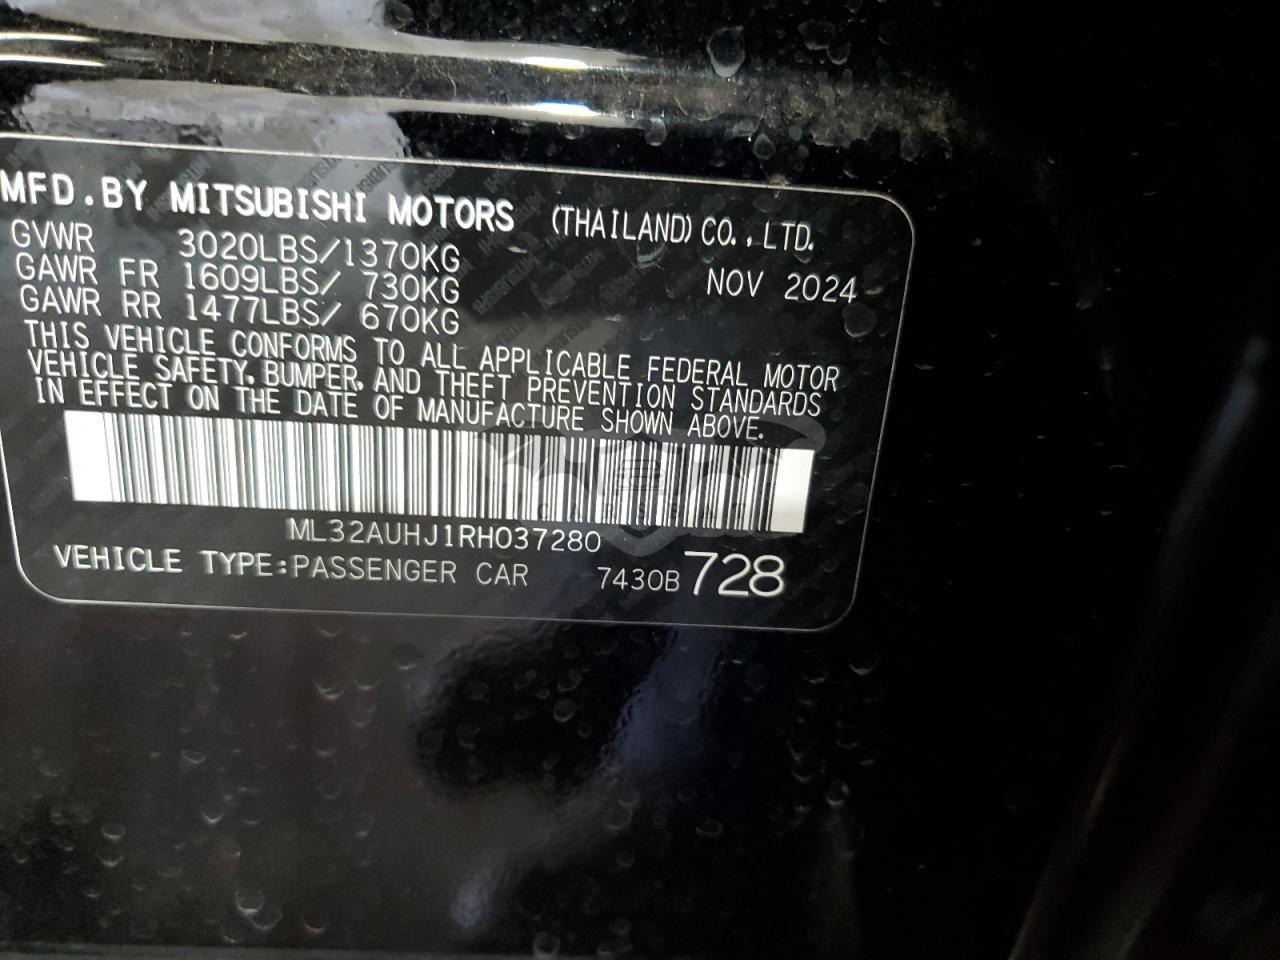 MFD.BY MITSUBISHI MOTORS (THAILAND) CO.,LTD.
GVWR 3020LBS/1370KG NOV 2024
GAWR FR 1609LBS/ 730KG
GAWR RR 1477LBS/ 670KG
THIS VEHICLE CONFORMS TO ALL APPLICABLE FEDERAL MOTOR
VEHICLE SAFETY, BUMPER, AND THEFT PREVENTION STANDARDS
IN EFFECT ON THE DATE OF MANUFACTURE SHOWN ABOVE.
ML32AUHJ1RH037280
VEHICLE TYPE:PASSENGER CAR 7430B 728